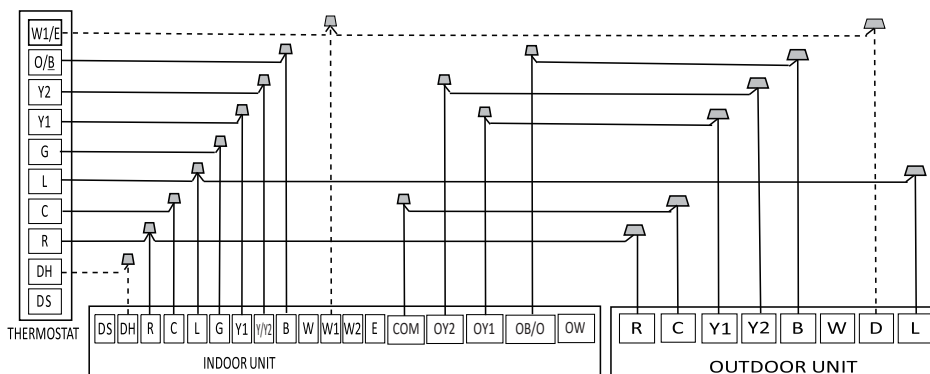 W1/E
O/B
Y2
Y1
G
L
C
R
DH
DS
THERMOSTAT
DS DH R C L G Y1 Y/Y2 B W W1 W2 E COM OY2 OY1 OB/O OW
INDOOR UNIT
R C Y1 Y2 B W D L
OUTDOOR UNIT